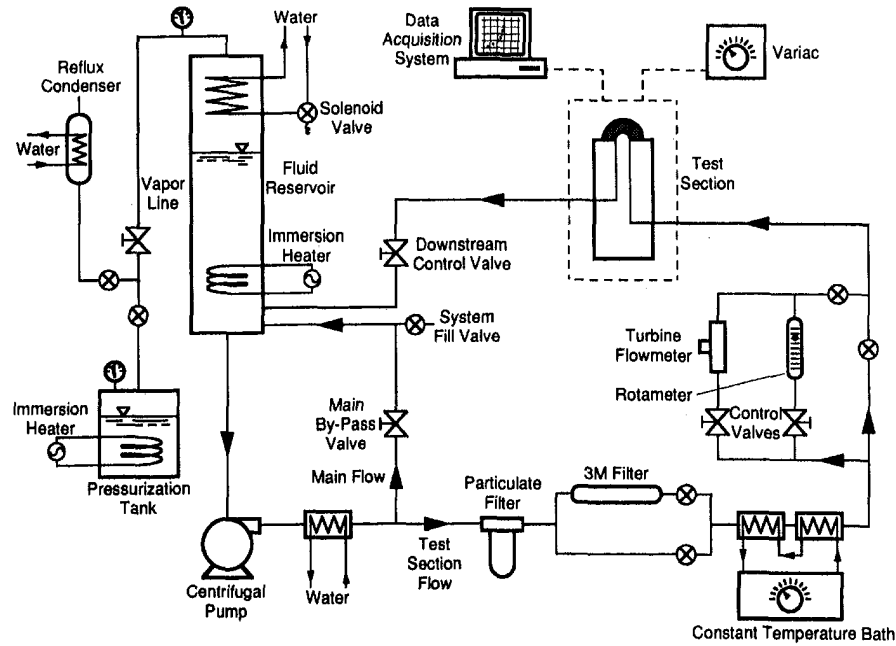 Water
Data
Acquisition
System
Variac
Reflux
Condenser
Solenoid
Valve
Water
Vapor
Line
Fluid
Reservoir
Test
Section
Immersion
Heater
Downstream
Control Valve
System
Fill Valve
Turbine
Flowmeter
Rotameter
Immersion
Heater
Main
By-Pass
Valve
Control
Valves
Main Flow
Particulate
Filter
3M Filter
Pressurization
Tank
Test
Section
Flow
Centrifugal
Pump
Water
Constant Temperature Bath